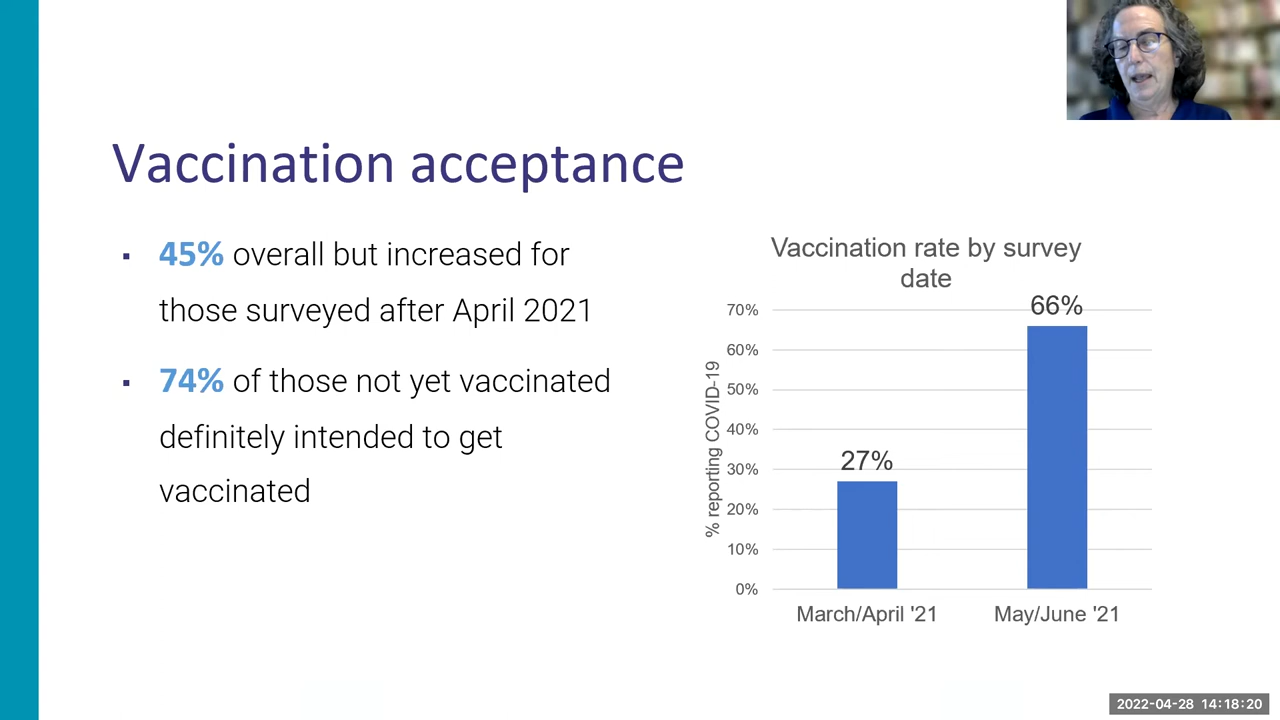 Vaccination acceptance
▪ 45% overall but increased for
those surveyed after April 2021
▪ 74% of those not yet vaccinated
definitely intended to get
vaccinated
Vaccination rate by survey
date
70%
60%
50%
40%
30%
20%
10%
0%
% reporting COVID-19
27%
66%
March/April '21
May/June '21
2022-04-28 14:18:20